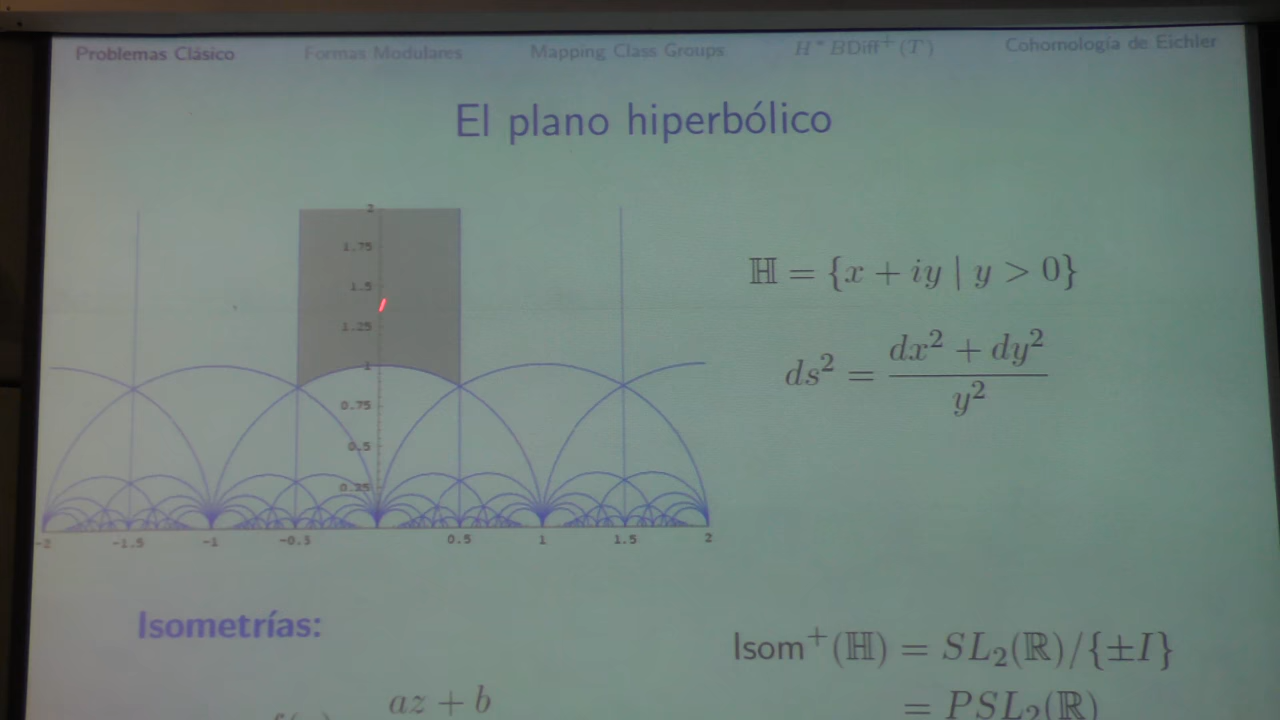 Problemas Clásico Formas Modulares Mapping Class Groups H*BDiff⁺(T) Cohomología de Eichler
El plano hiperbólico
2
1.75
1.5
1.25
1
0.75
0.5
0.25
-2 -1.5 -1 -0.5 0.5 1 1.5 2
ℍ = {x + iy | y > 0}
ds² = (dx² + dy²)/y²
Isometrías:
Isom⁺(ℍ) = SL₂(ℝ)/{±I}
az + b
= PSL₂(ℝ)